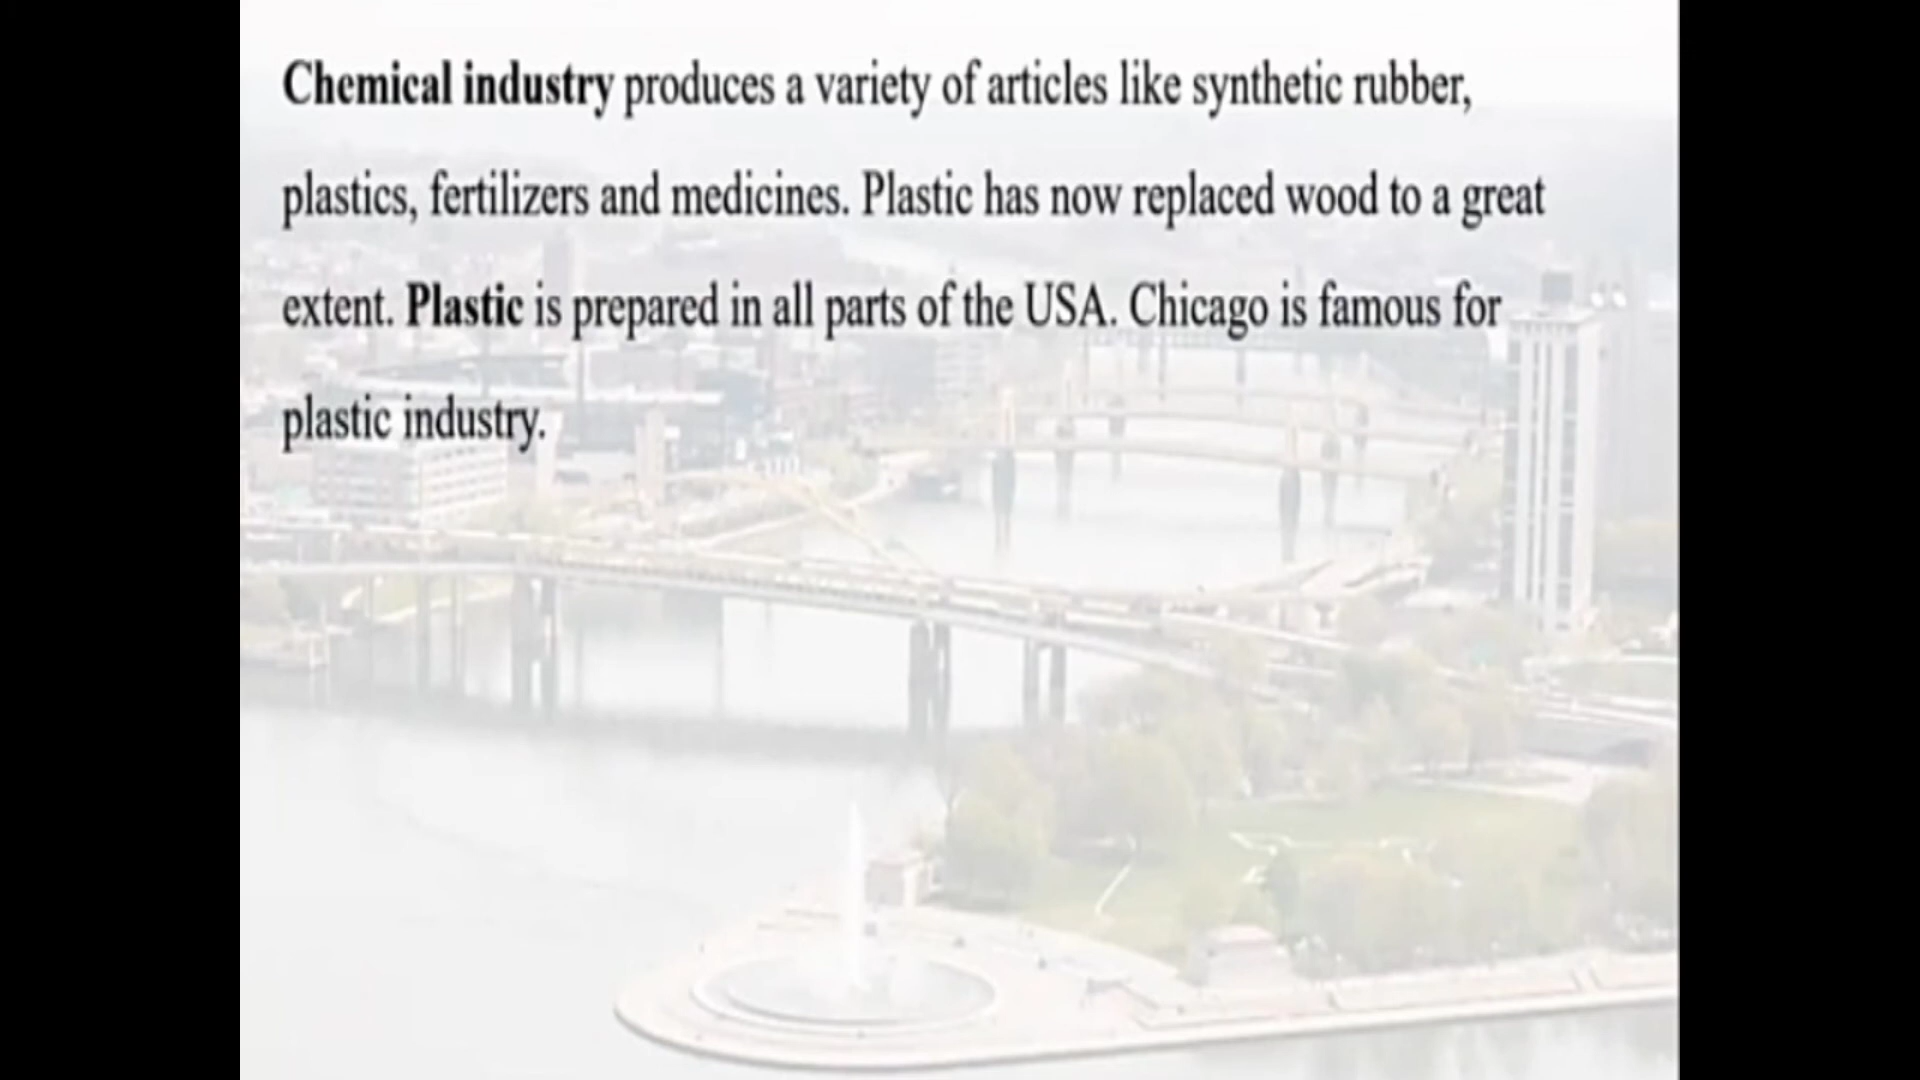 Chemical industry produces a variety of articles like synthetic rubber,
plastics, fertilizers and medicines. Plastic has now replaced wood to a great
extent. Plastic is prepared in all parts of the USA. Chicago is famous for
plastic industry.